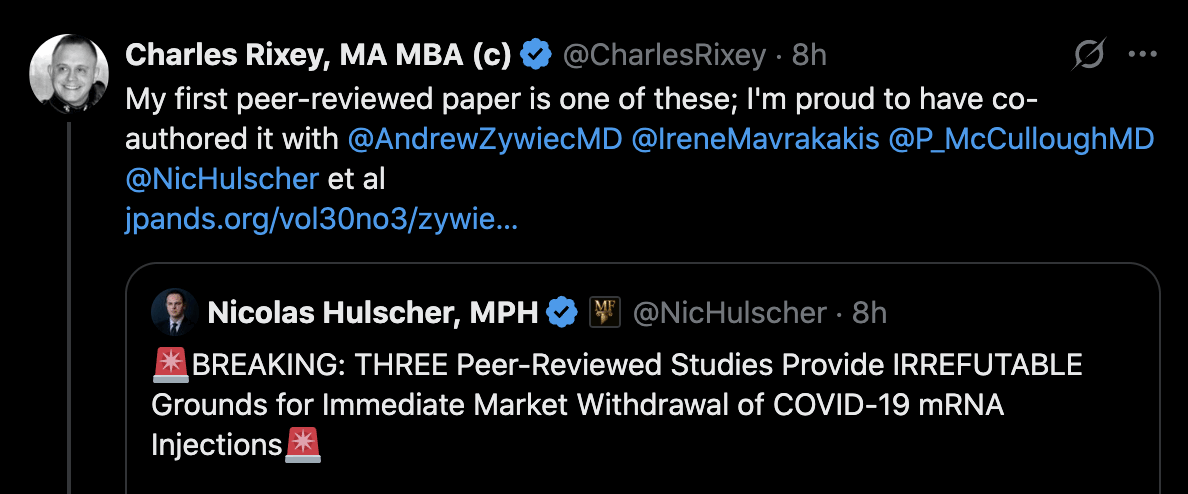 Charles Rixey, MA MBA (c) @CharlesRixey · 8h
My first peer-reviewed paper is one of these; I'm proud to have co-
authored it with @AndrewZywiecMD @IreneMavrakakis @P_McCulloughMD
@NicHulscher et al
jpands.org/vol30no3/zywie...
Nicolas Hulscher, MPH MF @NicHulscher · 8h
🚨BREAKING: THREE Peer-Reviewed Studies Provide IRREFUTABLE
Grounds for Immediate Market Withdrawal of COVID-19 mRNA
Injections🚨